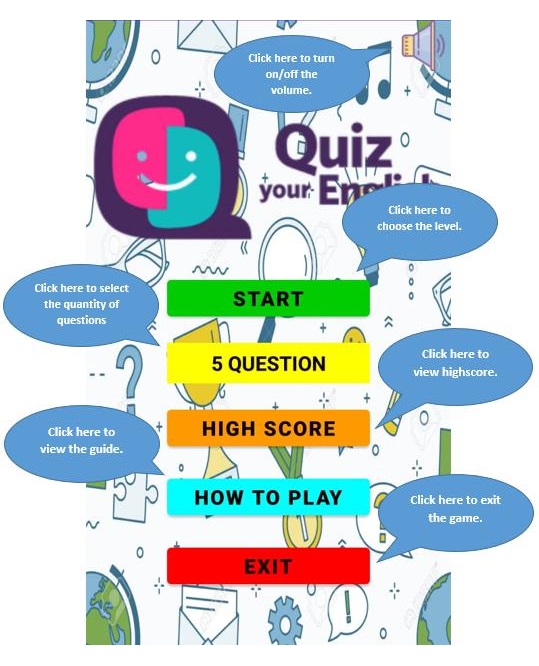 Click here to turn
on/off the
volume.
Quiz
your English
Click here to
choose the level.
START
Click here to select
the quantity of
questions
5 QUESTION
Click here to
view highscore.
HIGH SCORE
Click here to
view the guide.
HOW TO PLAY
Click here to exit
the game.
EXIT